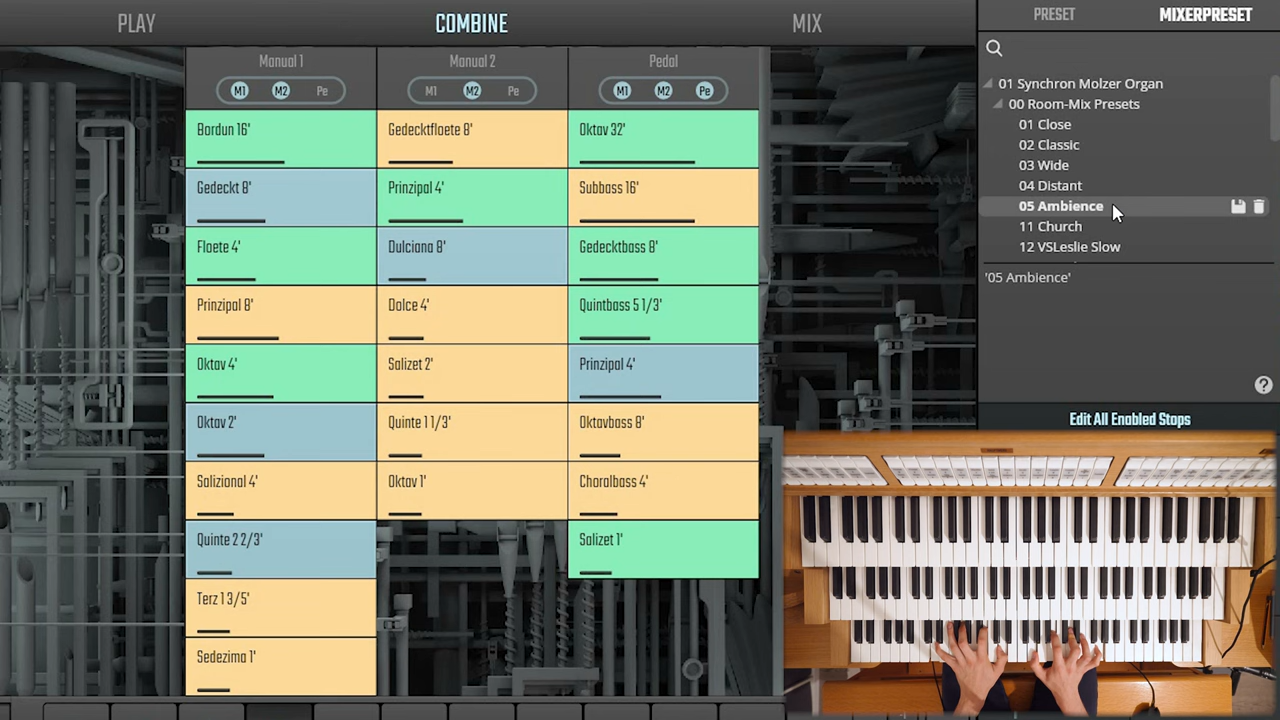 PLAY
COMBINE
MIX
PRESET
MIXERPRESET
Manual 1
M1 M2 Pe
Bordun 16'
Gedeckt 8'
Floete 4'
Prinzipal 8'
Oktav 4'
Oktav 2'
Salizional 4'
Quinte 2 2/3'
Terz 1 3/5'
Sedezima 1'
Manual 2
M1 M2 Pe
Gedecktfloete 8'
Prinzipal 4'
Dulciana 8'
Dolce 4'
Salizet 2'
Quinte 1 1/3'
Oktav 1'
Pedal
M1 M2 Pe
Oktav 32'
Subbass 16'
Gedecktbass 8'
Quintbass 5 1/3'
Prinzipal 4'
Oktavbass 8'
Choralbass 4'
Salizet 1'
01 Synchron Molzer Organ
00 Room-Mix Presets
01 Close
02 Classic
03 Wide
04 Distant
05 Ambience
11 Church
12 VSLeslie Slow
'05 Ambience'
?
Edit All Enabled Stops